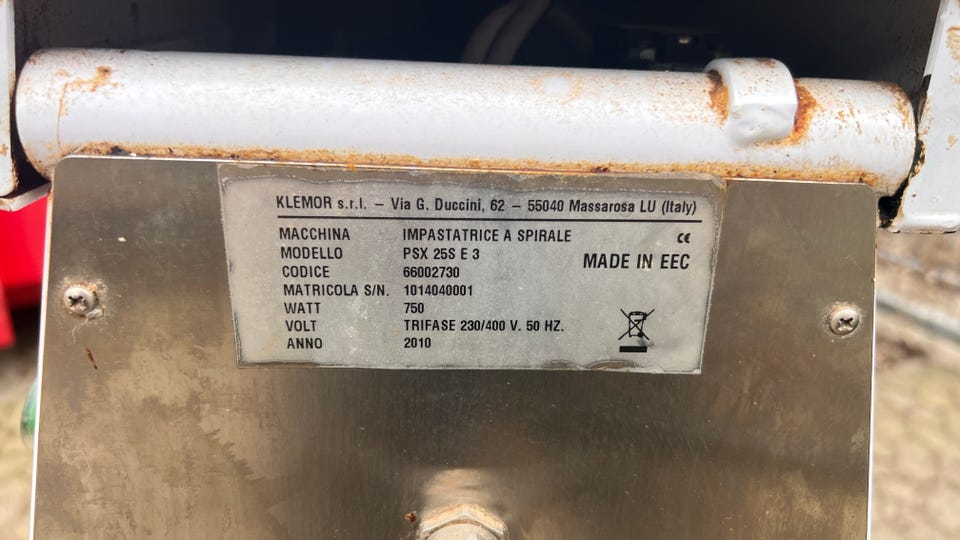 KLEMOR s.r.l. – Via G. Duccini, 62 – 55040 Massarosa LU (Italy)
MACCHINA IMPASTATRICE A SPIRALE CE
MODELLO PSX 25S E 3 MADE IN EEC
CODICE 66002730
MATRICOLA S/N. 1014040001
WATT 750
VOLT TRIFASE 230/400 V. 50 HZ.
ANNO 2010